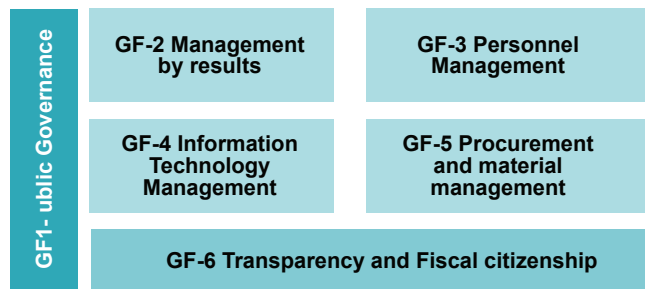 GF1- ublic Governance
GF-2 Management
by results
GF-3 Personnel
Management
GF-4 Information
Technology
Management
GF-5 Procurement
and material
management
GF-6 Transparency and Fiscal citizenship